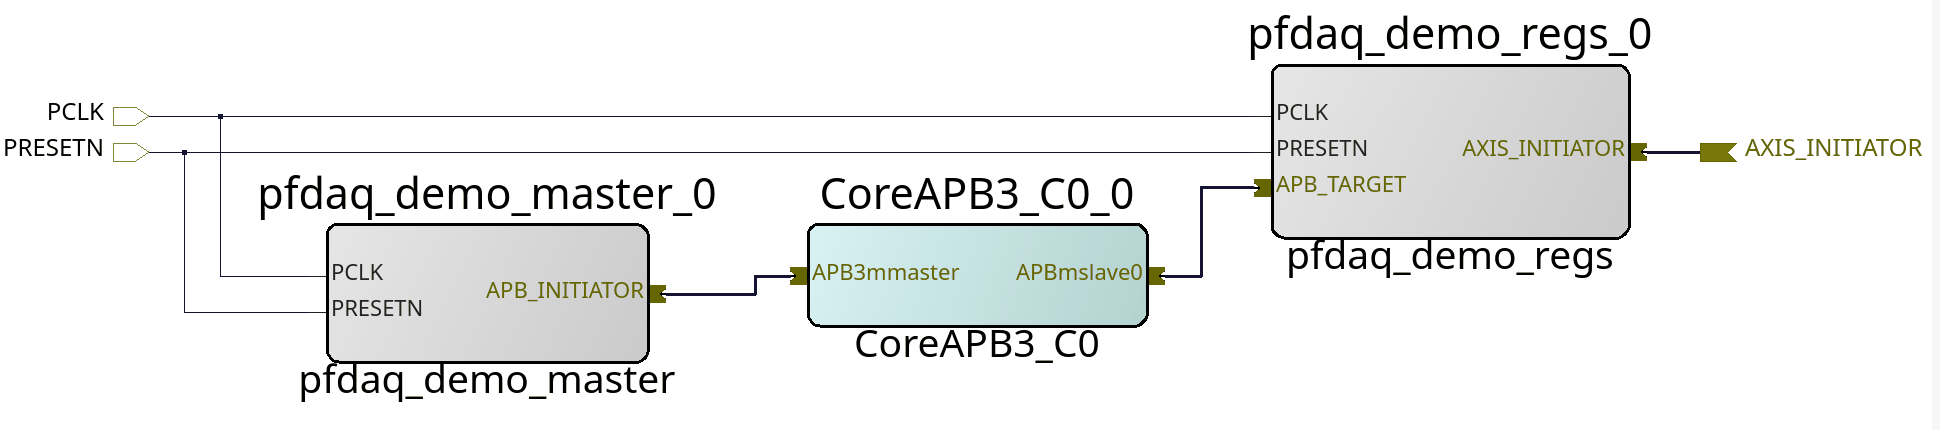 pfdaq_demo_regs_0
PCLK
PCLK
PRESETN
PRESETN
AXIS_INITIATOR
AXIS_INITIATOR
APB_TARGET
pfdaq_demo_master_0
CoreAPB3_C0_0
pfdaq_demo_regs
PCLK
APB_INITIATOR
PRESETN
APB3mmaster
APBmslave0
CoreAPB3_C0
pfdaq_demo_master